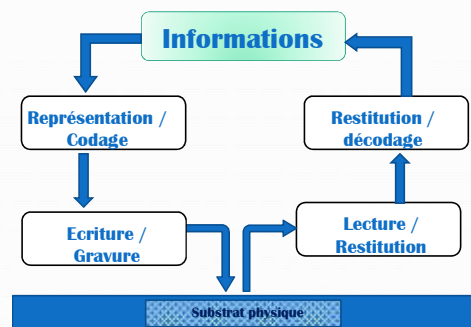 Informations
Représentation /
Codage
Restitution /
décodage
Ecriture /
Gravure
Lecture /
Restitution
Substrat physique